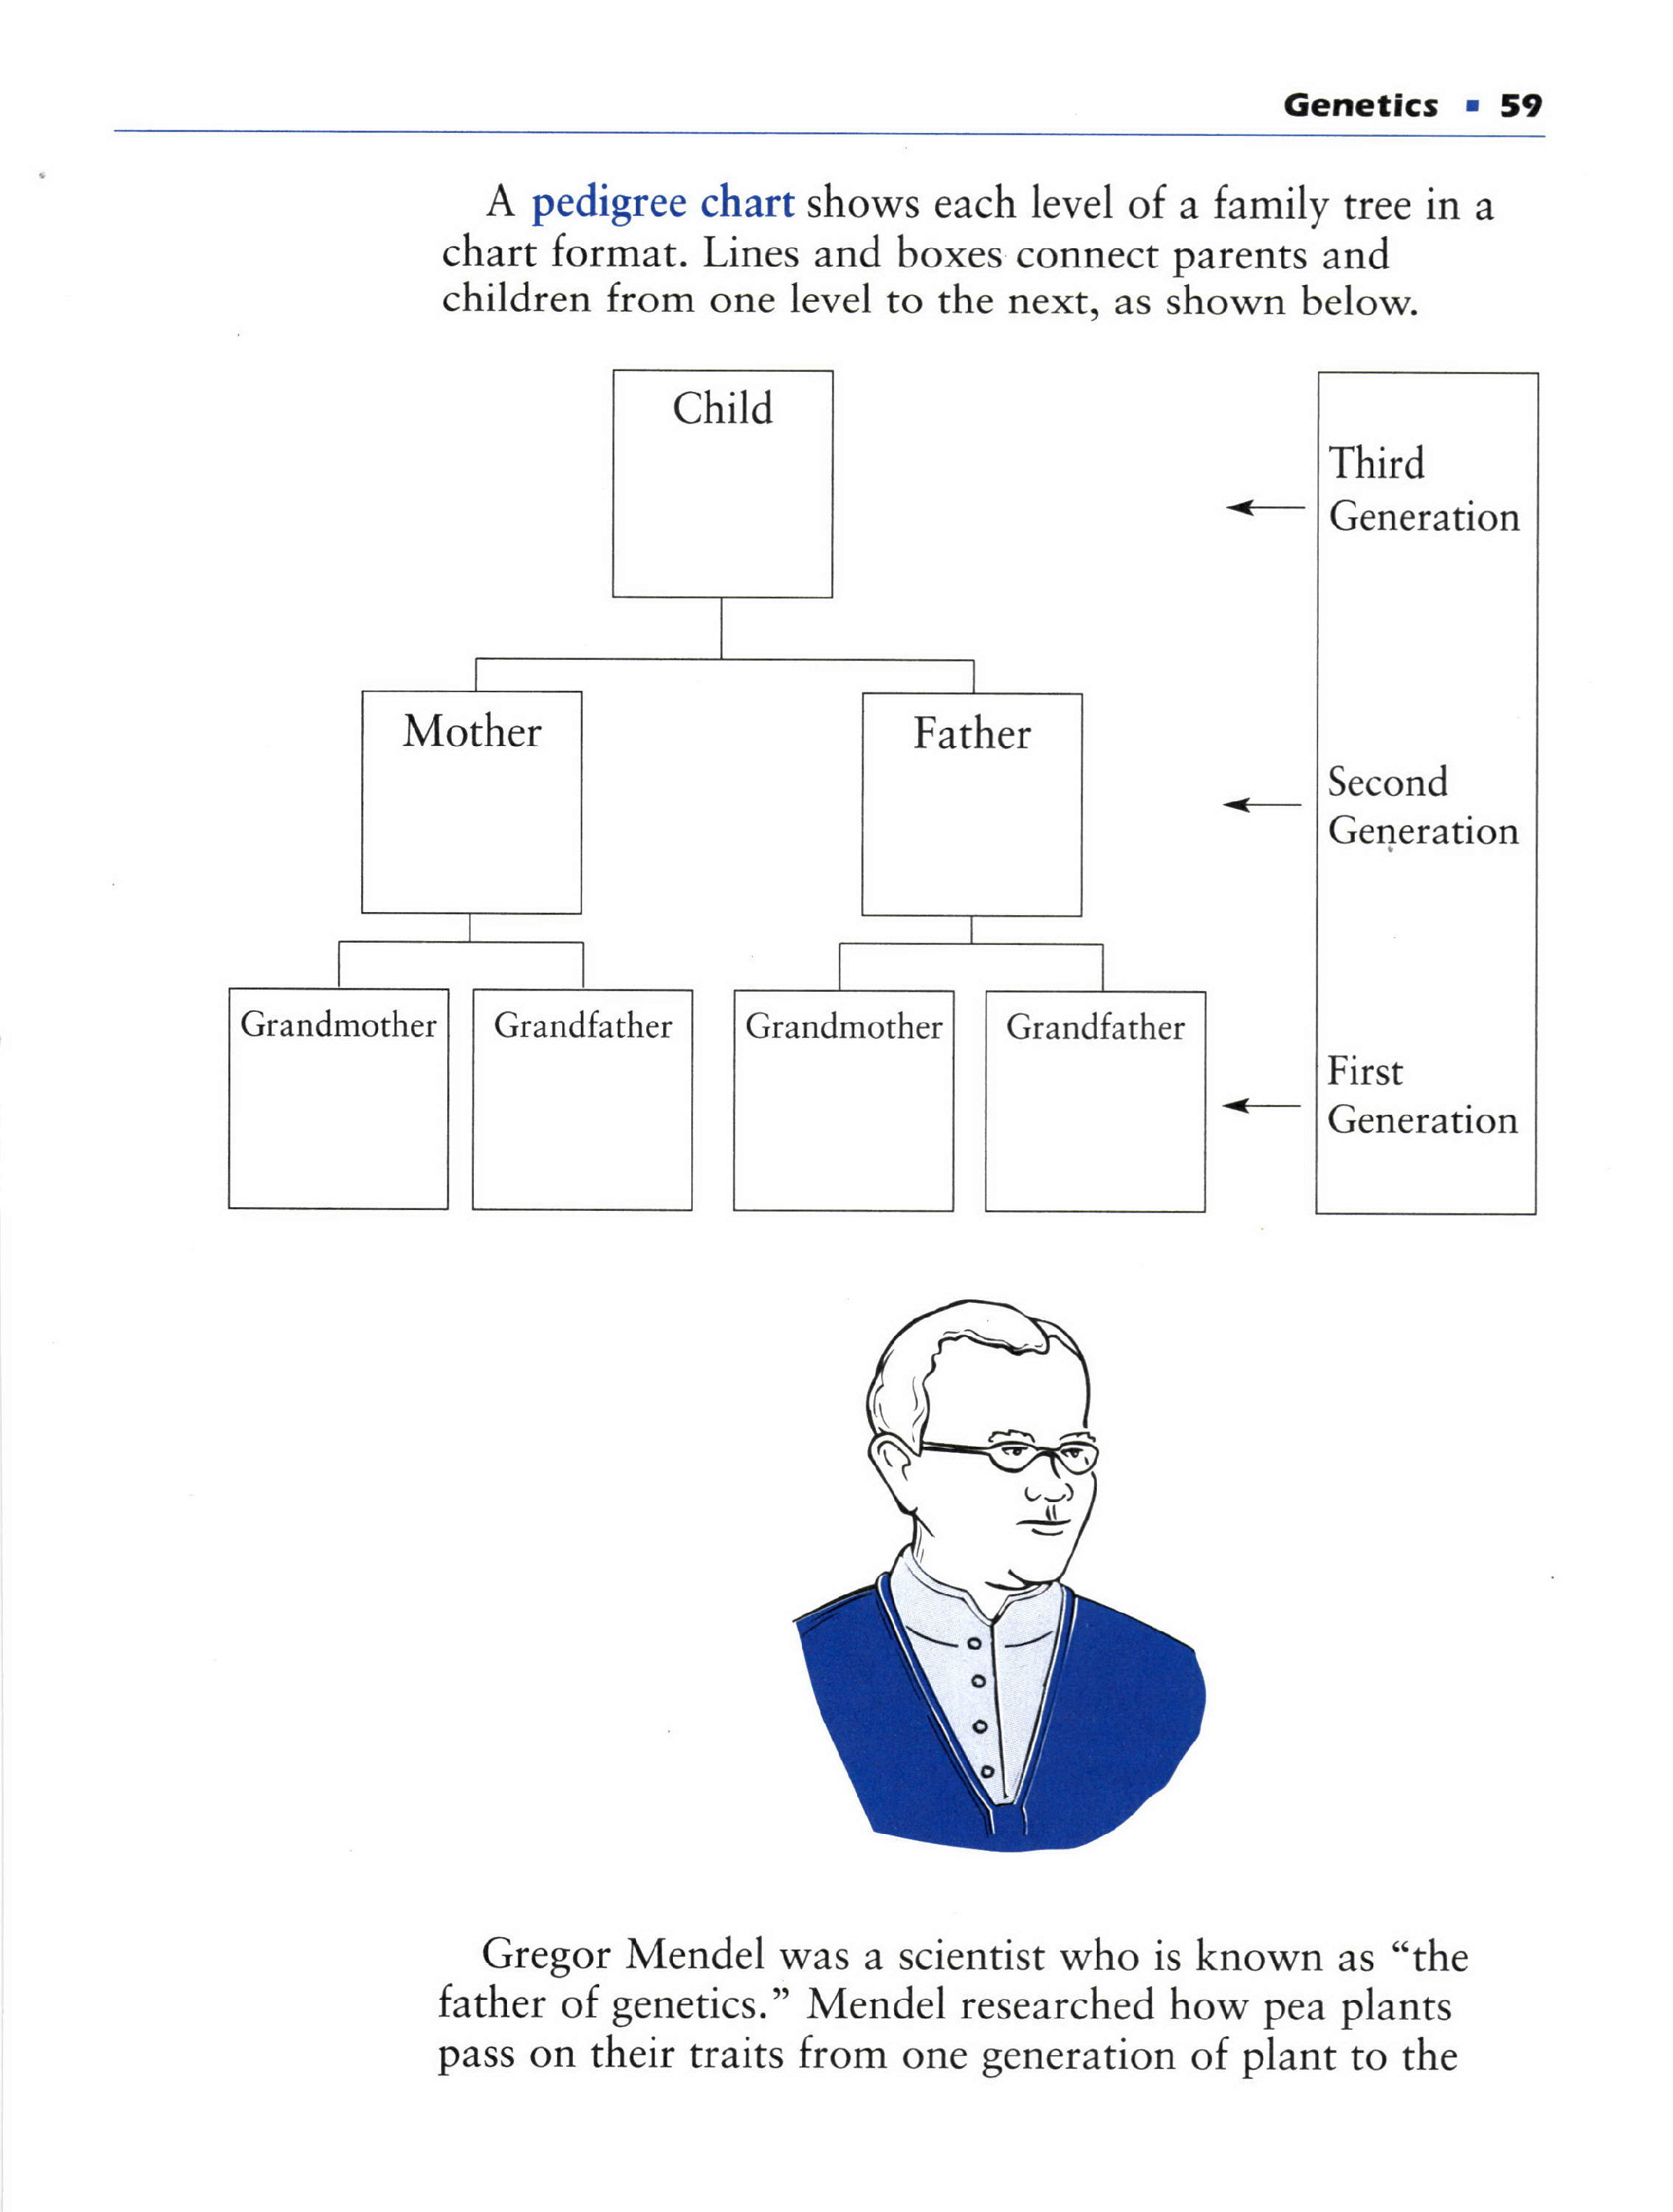 Genetics ▪ 59
A pedigree chart shows each level of a family tree in a
chart format. Lines and boxes connect parents and
children from one level to the next, as shown below.
Child
Third
Generation
Mother
Father
Second
Generation
Grandmother
Grandfather
Grandmother
Grandfather
First
Generation
Gregor Mendel was a scientist who is known as “the
father of genetics.” Mendel researched how pea plants
pass on their traits from one generation of plant to the